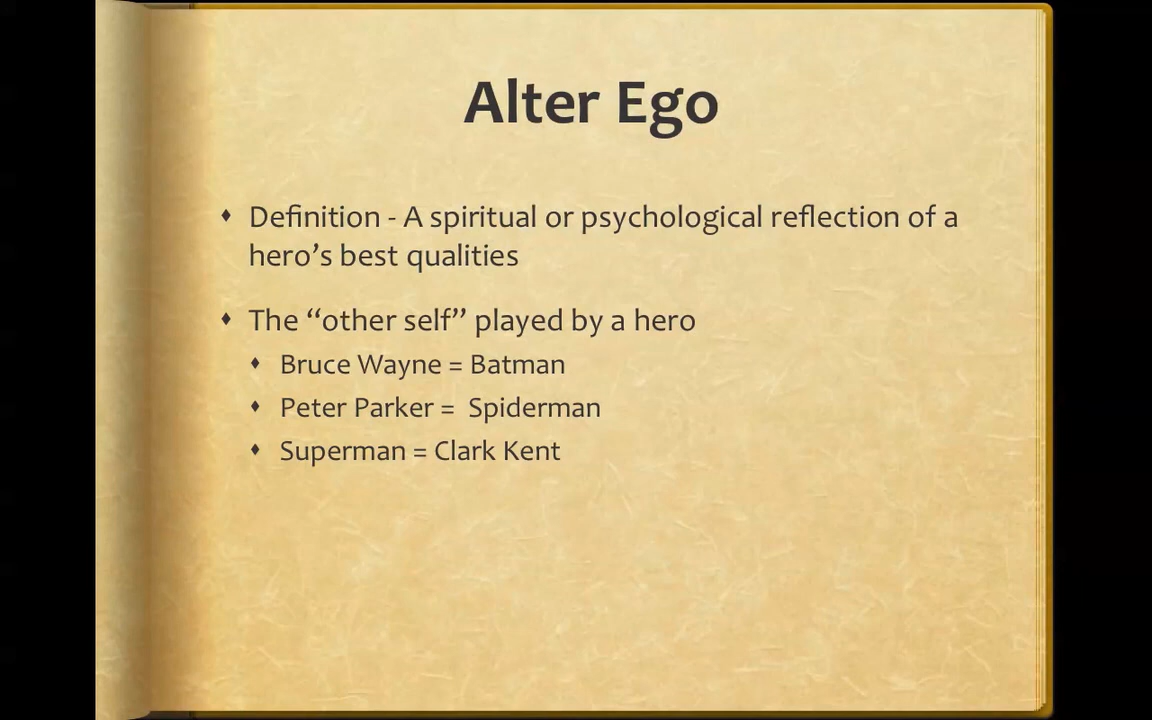 Alter Ego
Definition - A spiritual or psychological reflection of a
hero’s best qualities
The “other self” played by a hero
Bruce Wayne = Batman
Peter Parker =  Spiderman
Superman = Clark Kent